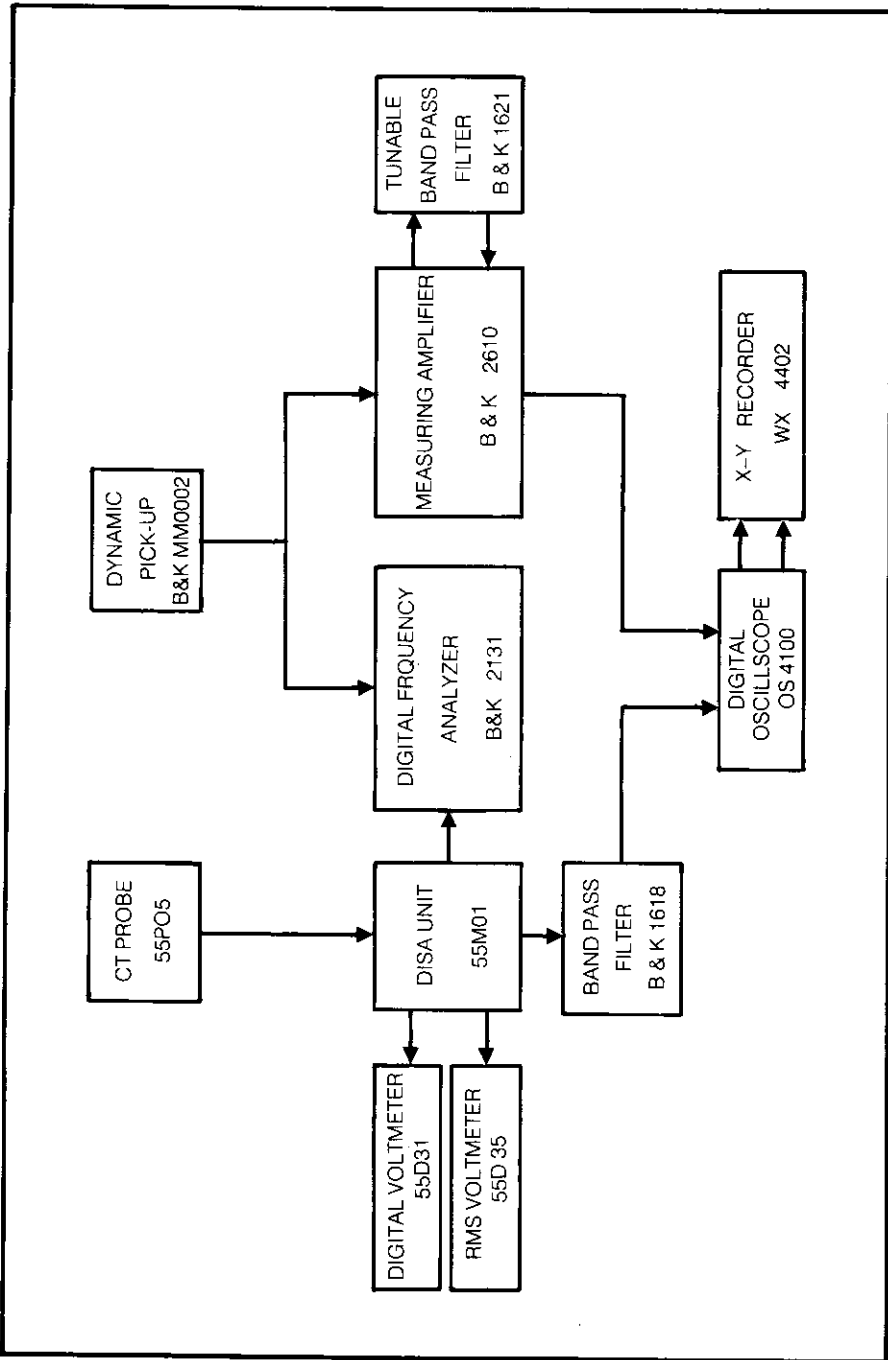 CT PROBE
55PO5
DYNAMIC
PICK-UP
B&K MM0002
DIGITAL VOLTMETER
55D31
RMS VOLTMETER
55D 35
DISA UNIT
55M01
DIGITAL FRQUENCY
ANALYZER
B&K 2131
MEASURING AMPLIFIER
B & K 2610
TUNABLE
BAND PASS
FILTER
B & K 1621
BAND PASS
FILTER
B & K 1618
DIGITAL
OSCILLSCOPE
OS 4100
X-Y RECORDER
WX 4402